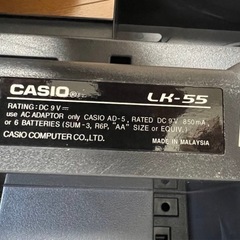 CASIO® LK-55
RATING: DC 9V ⎓
use AC ADAPTOR only CASIO AD-5, RATED DC 9V 850mA
or 6 BATTERIES (SUM-3, R6P, "AA" SIZE or EQUIV.)
CASIO COMPUTER CO., LTD. MADE IN MALAYSIA